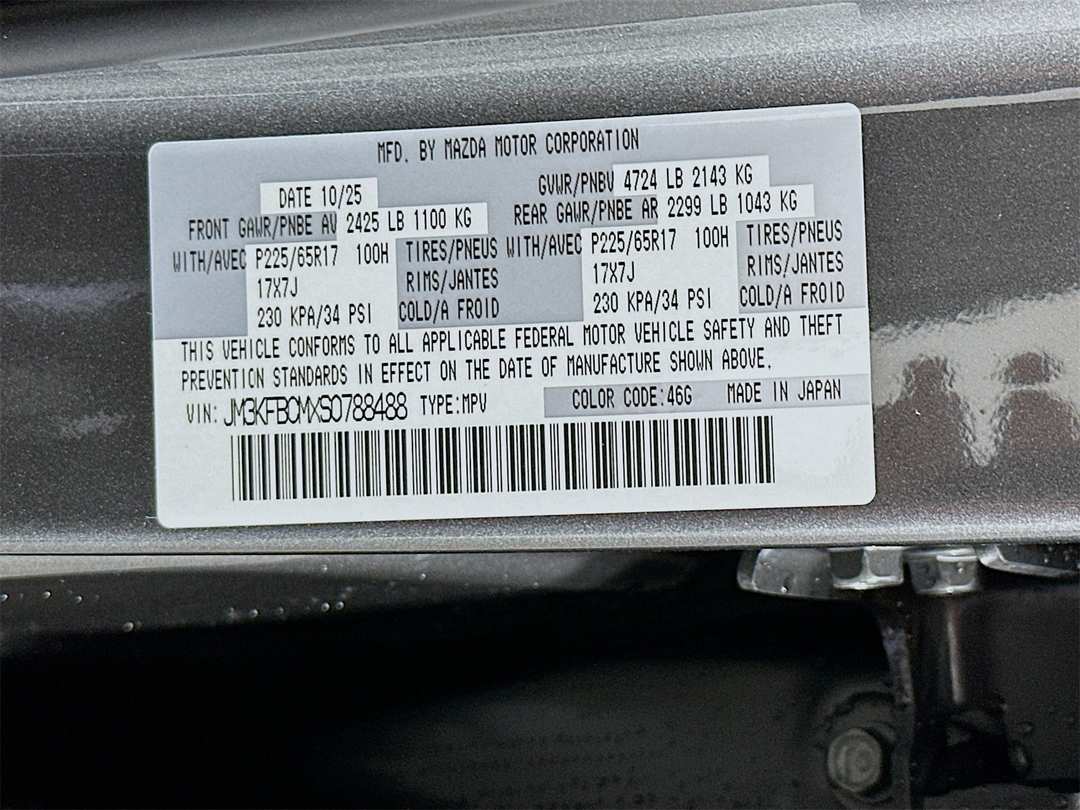 MFD. BY MAZDA MOTOR CORPORATION
DATE 10/25
GVWR/PNBV 4724 LB 2143 KG
FRONT GAWR/PNBE AV 2425 LB 1100 KG
REAR GAWR/PNBE AR 2299 LB 1043 KG
WITH/AVEC P225/65R17 100H TIRES/PNEUS
WITH/AVEC P225/65R17 100H TIRES/PNEUS
17X7J RIMS/JANTES
17X7J RIMS/JANTES
230 KPA/34 PSI COLD/A FROID
230 KPA/34 PSI COLD/A FROID
THIS VEHICLE CONFORMS TO ALL APPLICABLE FEDERAL MOTOR VEHICLE SAFETY AND THEFT
PREVENTION STANDARDS IN EFFECT ON THE DATE OF MANUFACTURE SHOWN ABOVE.
VIN: JM3KFBCMXS0788488 TYPE:MPV COLOR CODE:46G MADE IN JAPAN